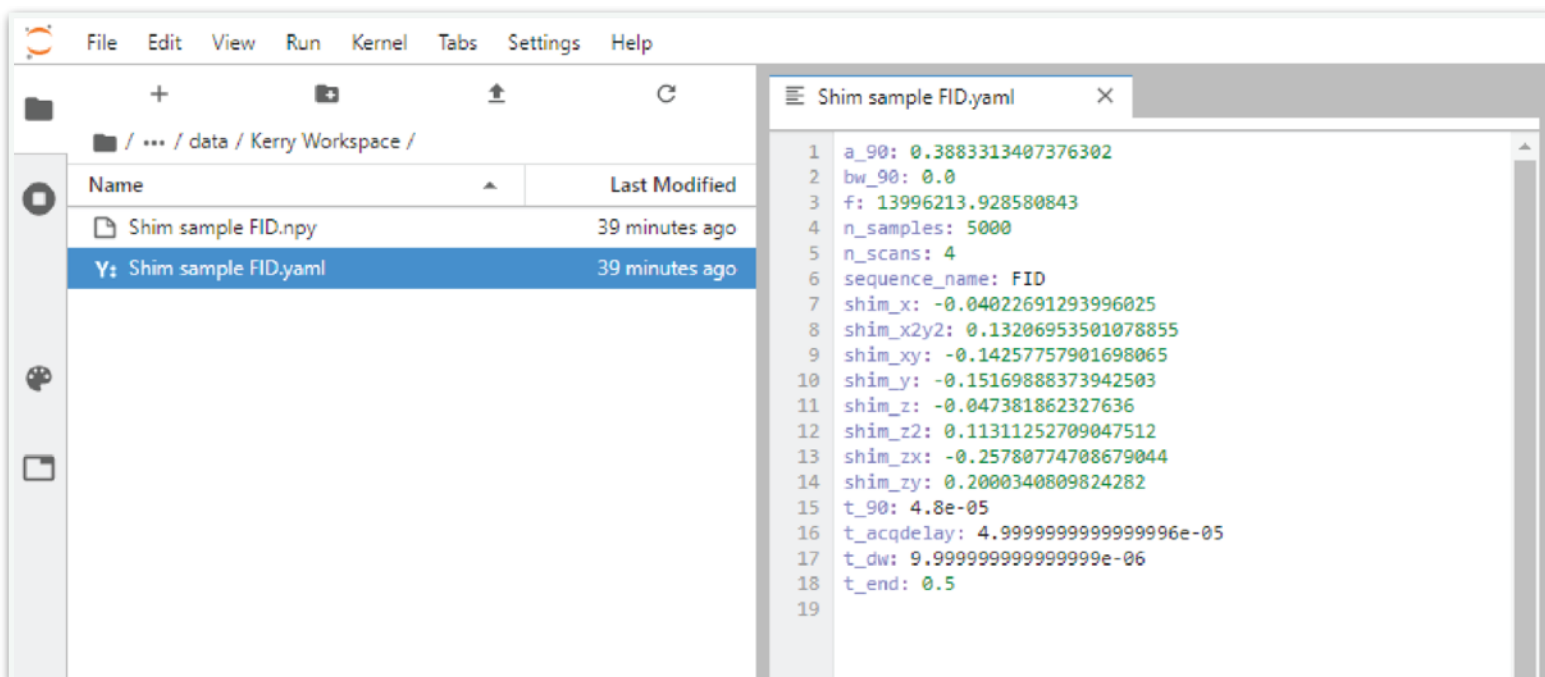 File Edit View Run Kernel Tabs Settings Help
/ ... / data / Kerry Workspace /
Name Last Modified
Shim sample FID.npy 39 minutes ago
Y: Shim sample FID.yaml 39 minutes ago
Shim sample FID.yaml
1 a_90: 0.3883313407376302
2 bw_90: 0.0
3 f: 13996213.928580843
4 n_samples: 5000
5 n_scans: 4
6 sequence_name: FID
7 shim_x: -0.04022691293996025
8 shim_x2y2: 0.13206953501078855
9 shim_xy: -0.14257757901698065
10 shim_y: -0.15169888373942503
11 shim_z: -0.047381862327636
12 shim_z2: 0.11311252709047512
13 shim_zx: -0.25780774708679044
14 shim_zy: 0.2000340809824282
15 t_90: 4.8e-05
16 t_acqdelay: 4.9999999999999996e-05
17 t_dw: 9.999999999999999e-06
18 t_end: 0.5
19